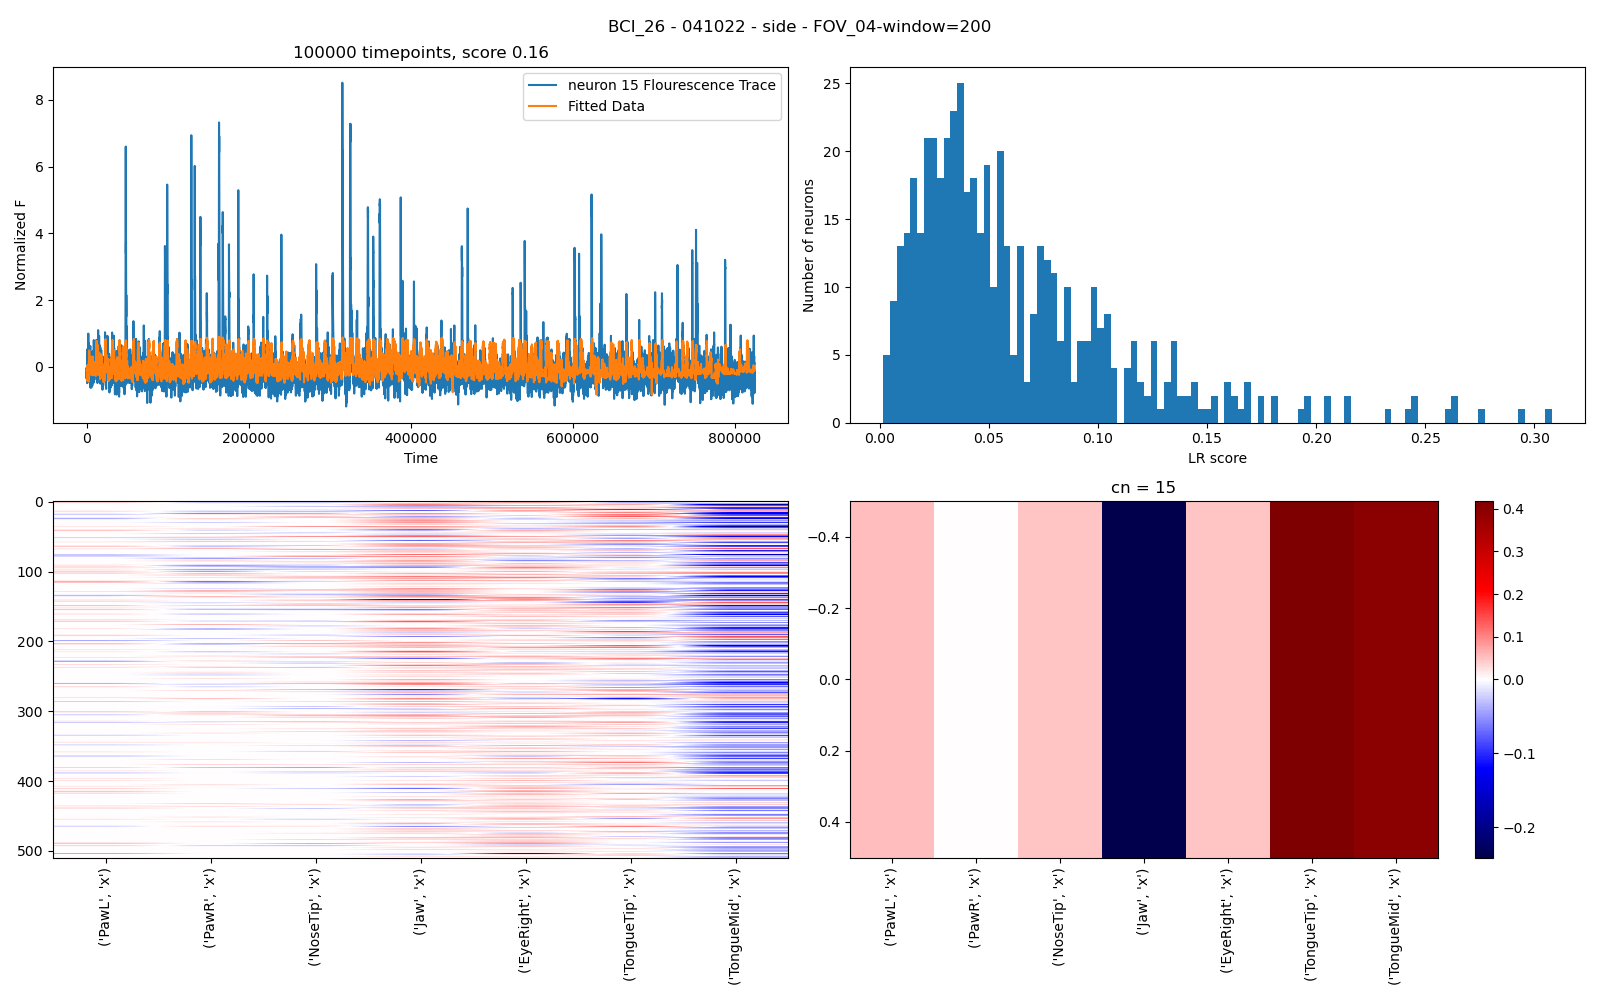 BCI_26 - 041022 - side - FOV_04-window=200
100000 timepoints, score 0.16
neuron 15 Flourescence Trace
Fitted Data
Normalized F
8
6
4
2
0
0
200000
400000
600000
800000
Time
Number of neurons
25
20
15
10
5
0
0.00
0.05
0.10
0.15
0.20
0.25
0.30
LR score
0
100
200
300
400
500
('PawL', 'x')
('PawR', 'x')
('NoseTip', 'x')
('Jaw', 'x')
('EyeRight', 'x')
('TongueTip', 'x')
('TongueMid', 'x')
cn = 15
−0.4
−0.2
0.0
0.2
0.4
('PawL', 'x')
('PawR', 'x')
('NoseTip', 'x')
('Jaw', 'x')
('EyeRight', 'x')
('TongueTip', 'x')
('TongueMid', 'x')
0.4
0.3
0.2
0.1
0.0
−0.1
−0.2